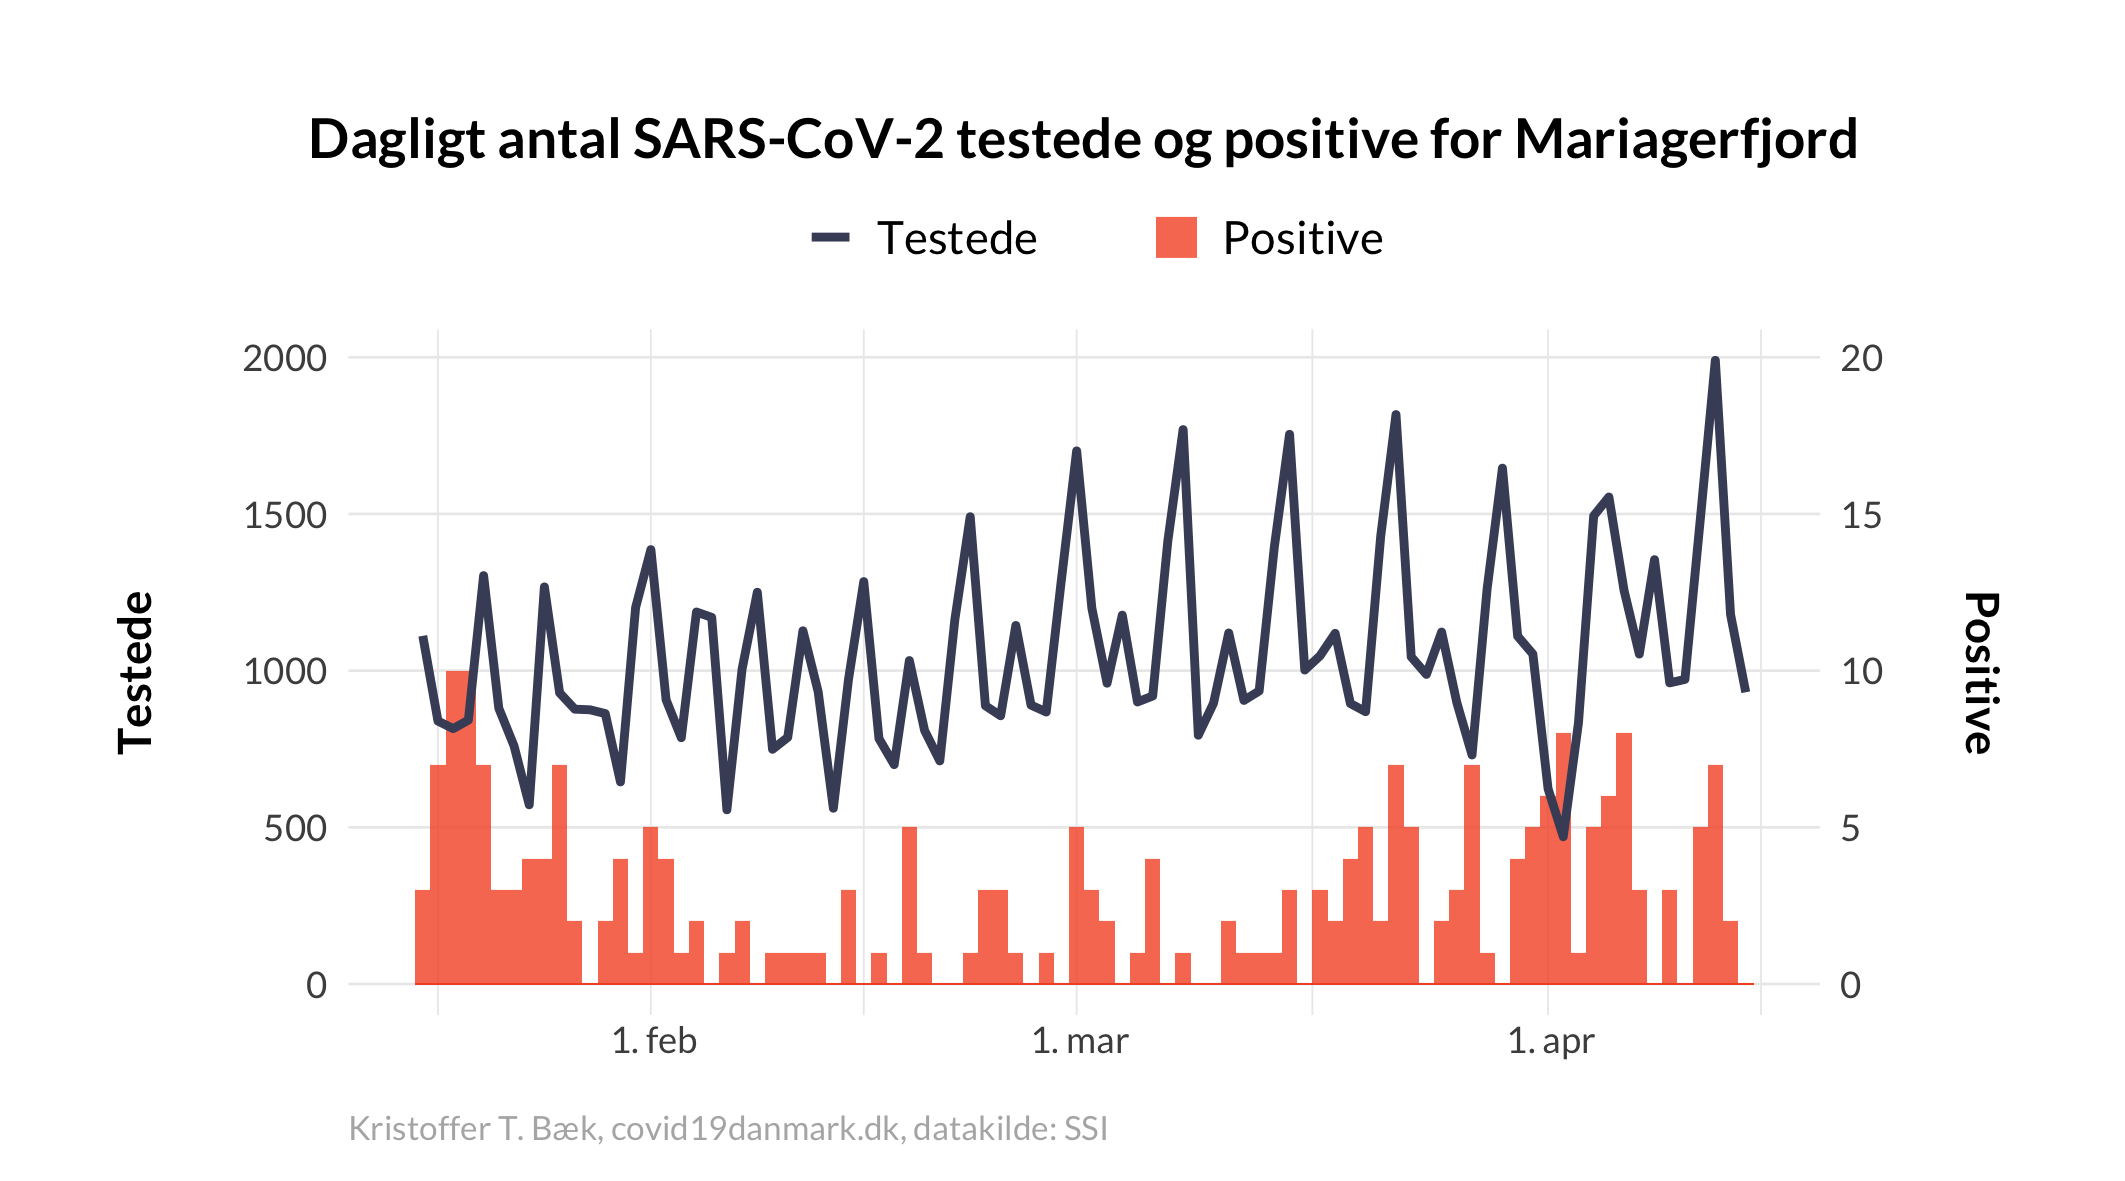 Dagligt antal SARS-CoV-2 testede og positive for Mariagerfjord
Testede Positive
2000 20
1500 15
1000 10
500 5
0 0
Testede
Positive
1. feb 1. mar 1. apr
Kristoffer T. Bæk, covid19danmark.dk, datakilde: SSI